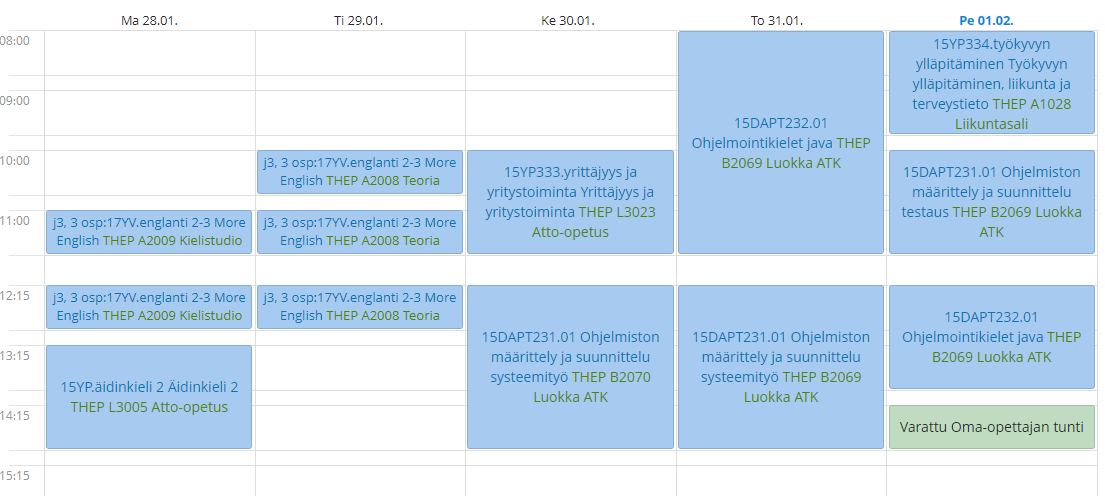 Ma 28.01.
Ti 29.01.
Ke 30.01.
To 31.01.
Pe 01.02.
08:00
09:00
10:00
11:00
12:15
13:15
14:15
15:15
j3, 3 osp:17YV.englanti 2-3 More
English THEP A2009 Kielistudio
j3, 3 osp:17YV.englanti 2-3 More
English THEP A2009 Kielistudio
15YP.äidinkieli 2 Äidinkieli 2
THEP L3005 Atto-opetus
j3, 3 osp:17YV.englanti 2-3 More
English THEP A2008 Teoria
j3, 3 osp:17YV.englanti 2-3 More
English THEP A2008 Teoria
j3, 3 osp:17YV.englanti 2-3 More
English THEP A2008 Teoria
15YP333.yrittäjyys ja
yritystoiminta Yrittäjyys ja
yritystoiminta THEP L3023
Atto-opetus
15DAPT231.01 Ohjelmiston
määrittely ja suunnittelu
systeemityö THEP B2070
Luokka ATK
15DAPT232.01
Ohjelmointikielet java THEP
B2069 Luokka ATK
15DAPT231.01 Ohjelmiston
määrittely ja suunnittelu
systeemityö THEP B2069
Luokka ATK
15YP334.työkyvyn
ylläpitäminen Työkyvyn
ylläpitäminen, liikunta ja
terveystieto THEP A1028
Liikuntasali
15DAPT231.01 Ohjelmiston
määrittely ja suunnittelu
testaus THEP B2069 Luokka
ATK
15DAPT232.01
Ohjelmointikielet java THEP
B2069 Luokka ATK
Varattu Oma-opettajan tunti